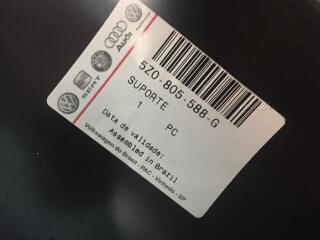 Audi
SEAT
5Z0-805-588-G
SUPORTE
1 PC
Data de validade:
Assembled in Brazil
Volkswagen do Brasil - PAC - Vinhedo - SP